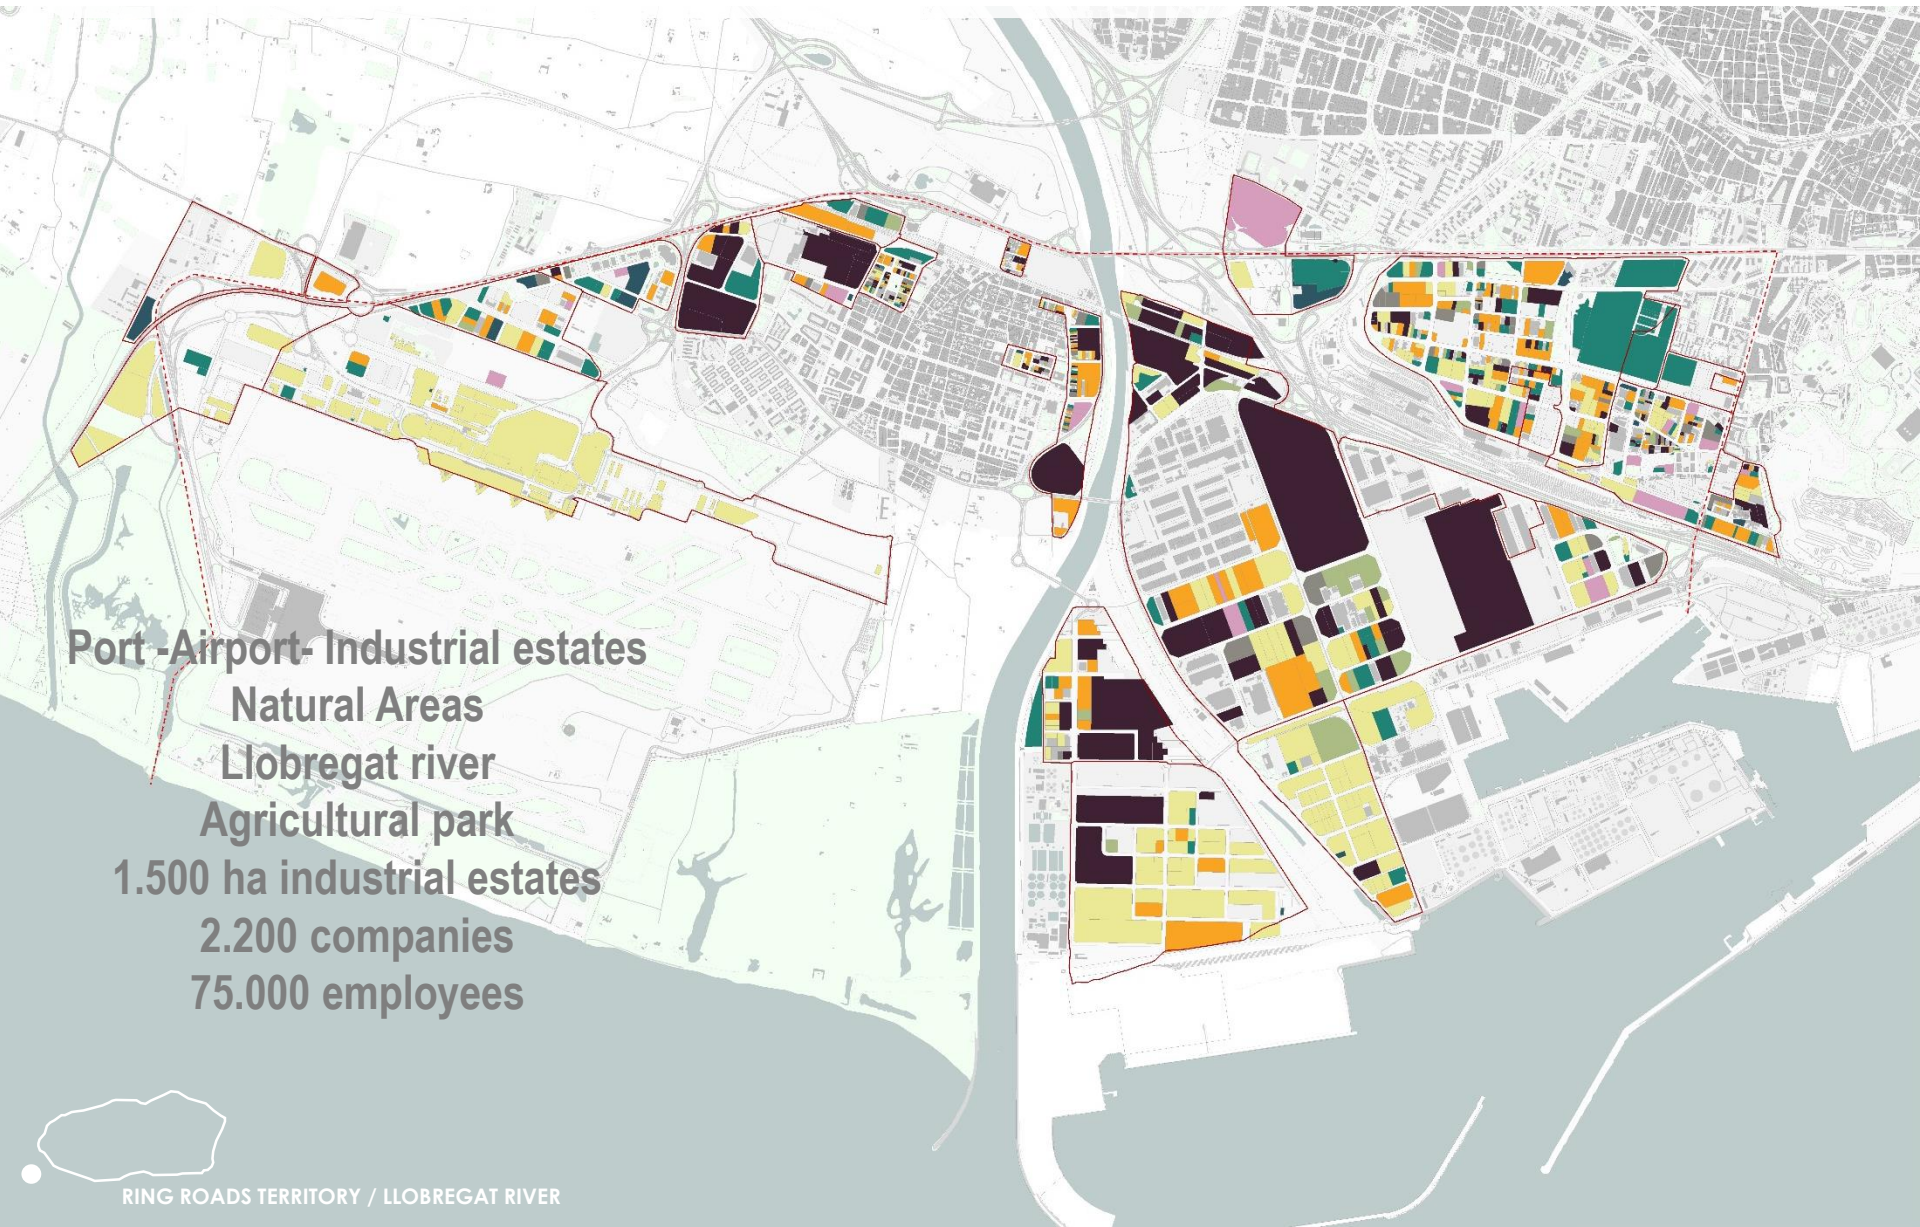 Port -Airport- Industrial estates
Natural Areas
Llobregat river
Agricultural park
1.500 ha industrial estates
2.200 companies
75.000 employees
RING ROADS TERRITORY / LLOBREGAT RIVER